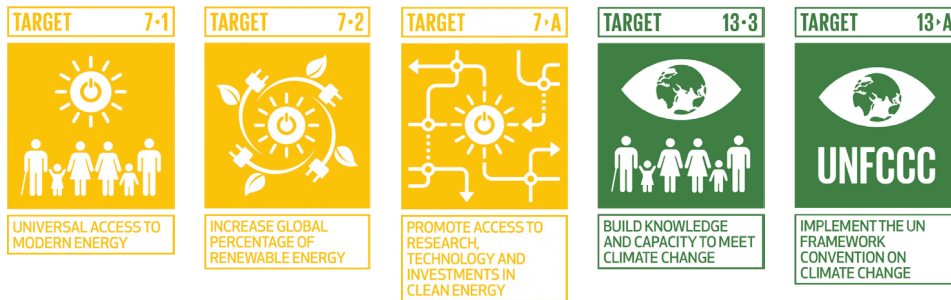 TARGET 7·1
UNIVERSAL ACCESS TO
MODERN ENERGY
TARGET 7·2
INCREASE GLOBAL
PERCENTAGE OF
RENEWABLE ENERGY
TARGET 7·A
PROMOTE ACCESS TO
RESEARCH,
TECHNOLOGY AND
INVESTMENTS IN
CLEAN ENERGY
TARGET 13·3
BUILD KNOWLEDGE
AND CAPACITY TO MEET
CLIMATE CHANGE
TARGET 13·A
UNFCCC
IMPLEMENT THE UN
FRAMEWORK
CONVENTION ON
CLIMATE CHANGE